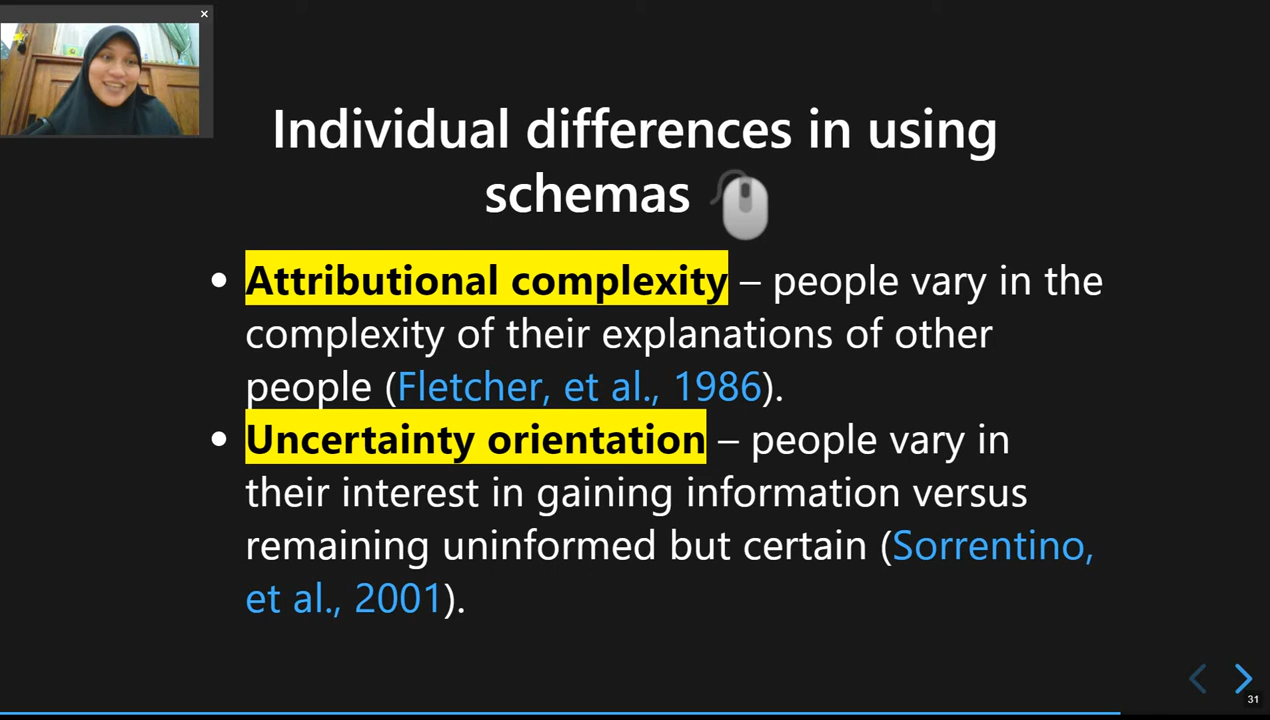 Individual differences in using
schemas
• Attributional complexity – people vary in the
complexity of their explanations of other
people (Fletcher, et al., 1986).
• Uncertainty orientation – people vary in
their interest in gaining information versus
remaining uninformed but certain (Sorrentino,
et al., 2001).
31